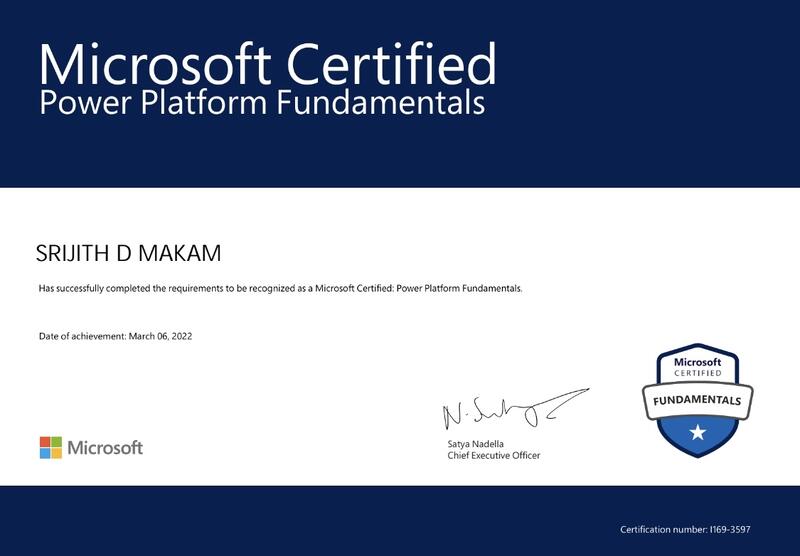 Microsoft Certified
Power Platform Fundamentals
SRIJITH D MAKAM
Has successfully completed the requirements to be recognized as a Microsoft Certified: Power Platform Fundamentals.
Date of achievement: March 06, 2022
Microsoft
CERTIFIED
FUNDAMENTALS
N. Satya
Satya Nadella
Chief Executive Officer
Microsoft
Certification number: I169-3597